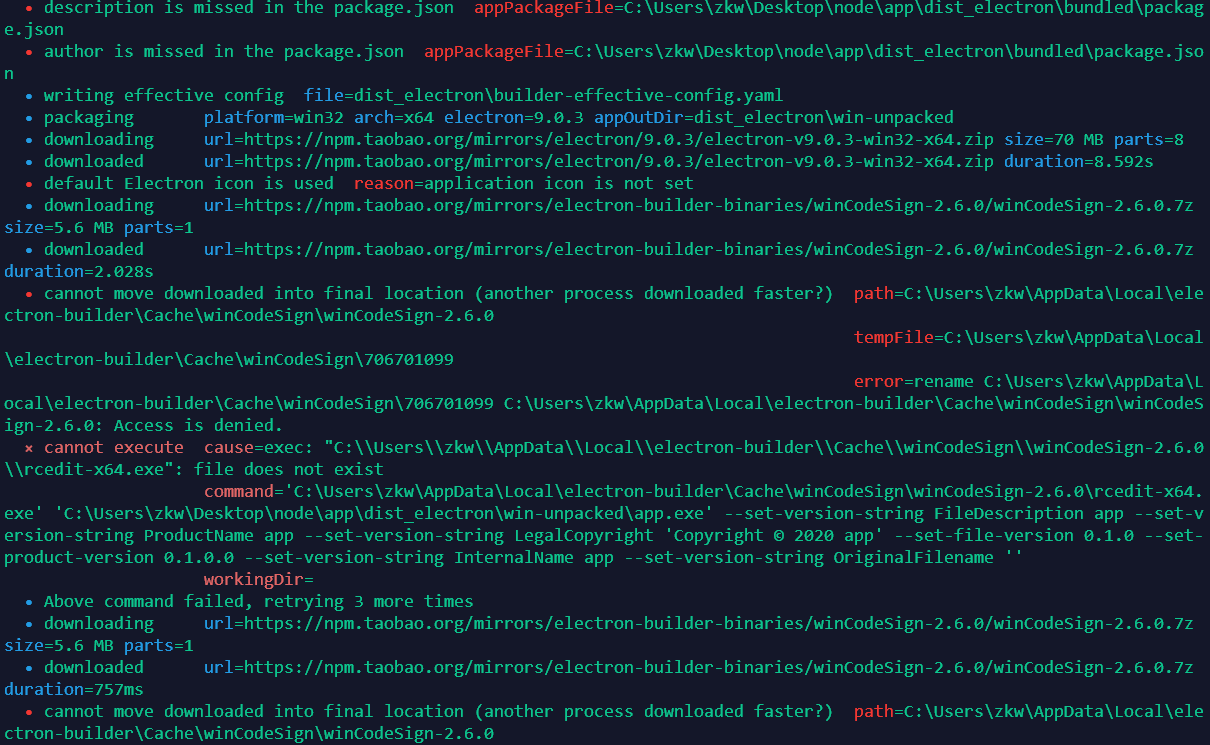 • description is missed in the package.json  appPackageFile=C:\Users\zkw\Desktop\node\app\dist_electron\bundled\packag
e.json
• author is missed in the package.json  appPackageFile=C:\Users\zkw\Desktop\node\app\dist_electron\bundled\package.jso
n
• writing effective config  file=dist_electron\builder-effective-config.yaml
• packaging       platform=win32 arch=x64 electron=9.0.3 appOutDir=dist_electron\win-unpacked
• downloading     url=https://npm.taobao.org/mirrors/electron/9.0.3/electron-v9.0.3-win32-x64.zip size=70 MB parts=8
• downloaded      url=https://npm.taobao.org/mirrors/electron/9.0.3/electron-v9.0.3-win32-x64.zip duration=8.592s
• default Electron icon is used  reason=application icon is not set
• downloading     url=https://npm.taobao.org/mirrors/electron-builder-binaries/winCodeSign-2.6.0/winCodeSign-2.6.0.7z
size=5.6 MB parts=1
• downloaded      url=https://npm.taobao.org/mirrors/electron-builder-binaries/winCodeSign-2.6.0/winCodeSign-2.6.0.7z
duration=2.028s
• cannot move downloaded into final location (another process downloaded faster?)  path=C:\Users\zkw\AppData\Local\ele
ctron-builder\Cache\winCodeSign\winCodeSign-2.6.0
tempFile=C:\Users\zkw\AppData\Local
\electron-builder\Cache\winCodeSign\706701099
error=rename C:\Users\zkw\AppData\L
ocal\electron-builder\Cache\winCodeSign\706701099 C:\Users\zkw\AppData\Local\electron-builder\Cache\winCodeSign\winCodeS
ign-2.6.0: Access is denied.
⨯ cannot execute  cause=exec: "C:\\Users\\zkw\\AppData\\Local\\electron-builder\\Cache\\winCodeSign\\winCodeSign-2.6.0
\\rcedit-x64.exe": file does not exist
command='C:\Users\zkw\AppData\Local\electron-builder\Cache\winCodeSign\winCodeSign-2.6.0\rcedit-x64.
exe' 'C:\Users\zkw\Desktop\node\app\dist_electron\win-unpacked\app.exe' --set-version-string FileDescription app --set-v
ersion-string ProductName app --set-version-string LegalCopyright 'Copyright © 2020 app' --set-file-version 0.1.0 --set-
product-version 0.1.0.0 --set-version-string InternalName app --set-version-string OriginalFilename ''
workingDir=
• Above command failed, retrying 3 more times
• downloading     url=https://npm.taobao.org/mirrors/electron-builder-binaries/winCodeSign-2.6.0/winCodeSign-2.6.0.7z
size=5.6 MB parts=1
• downloaded      url=https://npm.taobao.org/mirrors/electron-builder-binaries/winCodeSign-2.6.0/winCodeSign-2.6.0.7z
duration=757ms
• cannot move downloaded into final location (another process downloaded faster?)  path=C:\Users\zkw\AppData\Local\ele
ctron-builder\Cache\winCodeSign\winCodeSign-2.6.0